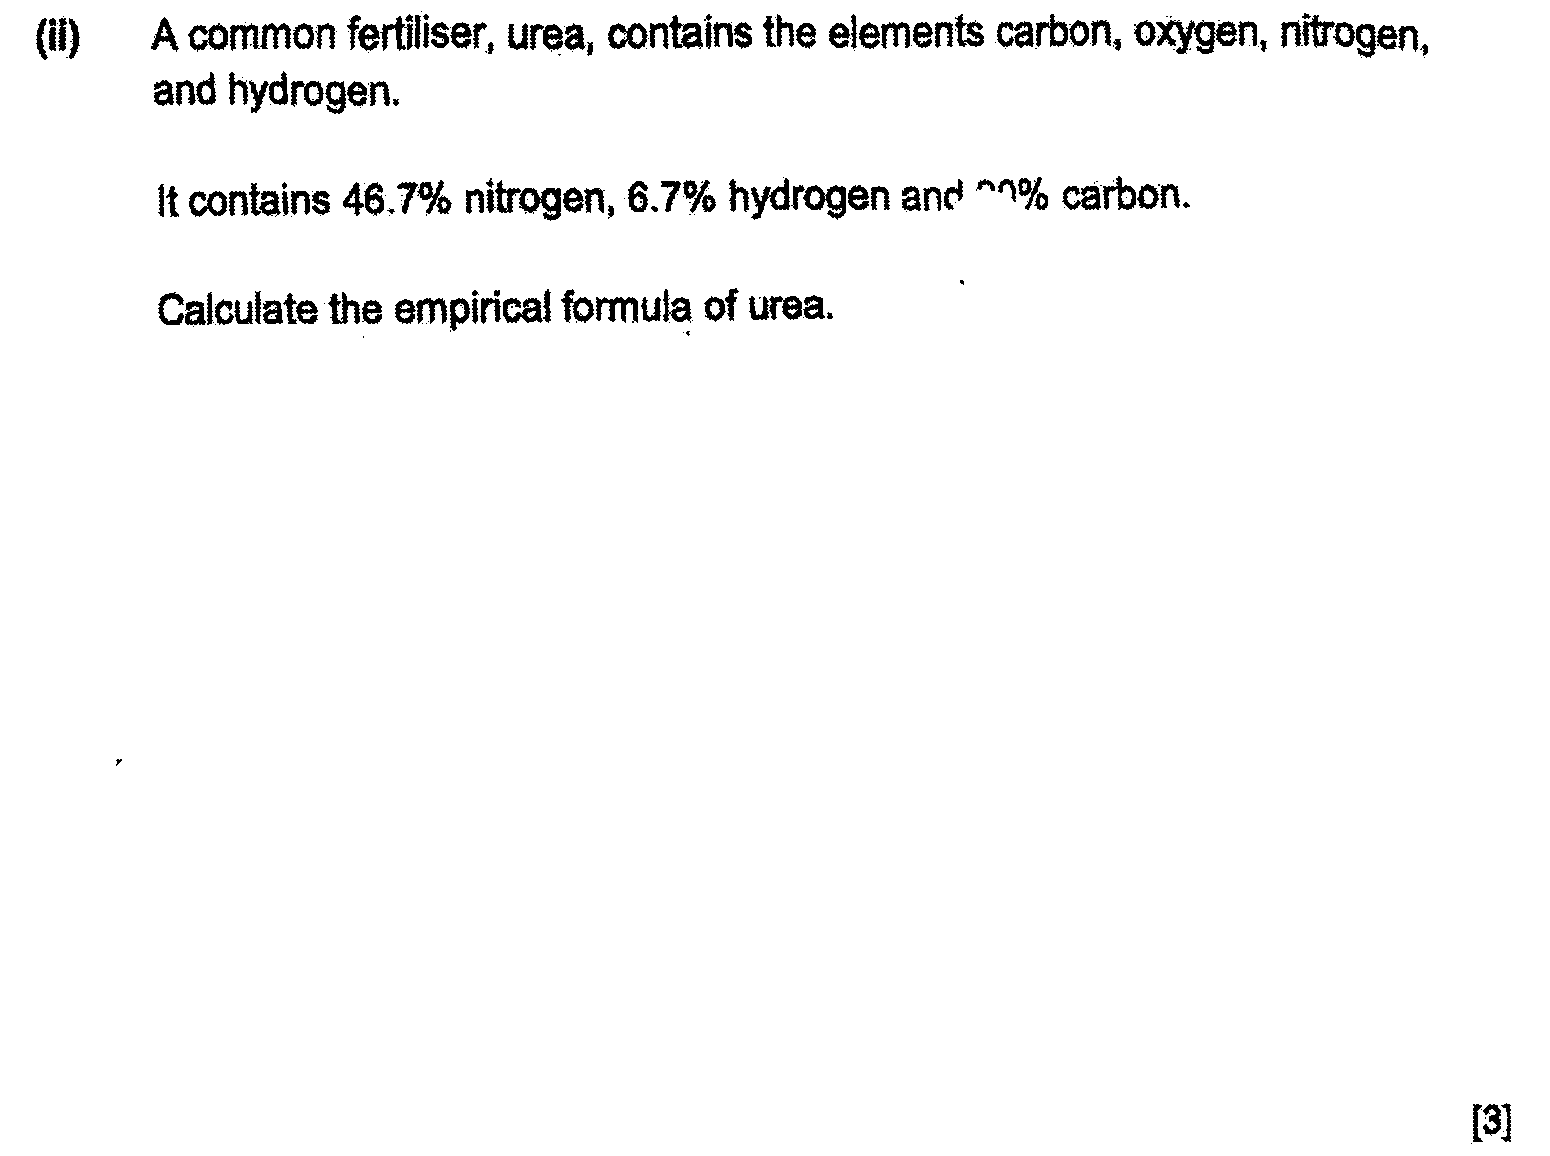 (ii) A common fertiliser, urea, contains the elements carbon, oxygen, nitrogen,
and hydrogen.
It contains 46.7% nitrogen, 6.7% hydrogen and % carbon.
Calculate the empirical formula of urea.
[3]